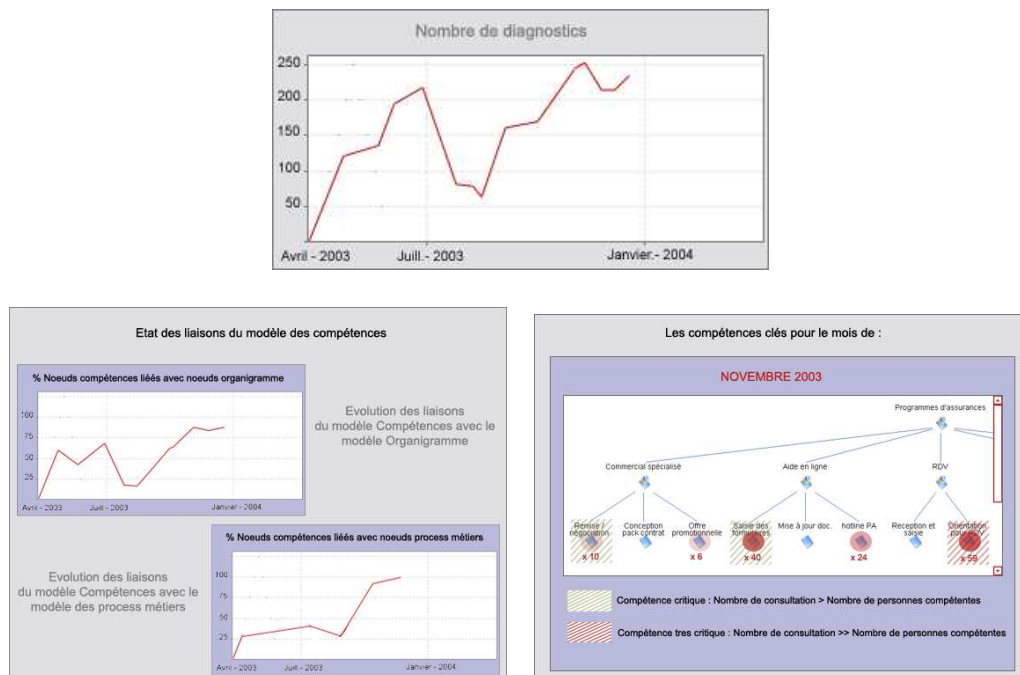 Nombre de diagnostics
250
200
150
100
50
Avril - 2003 Juill.- 2003 Janvier.- 2004
Etat des liaisons du modèle des compétences
% Noeuds compétences liéés avec noeuds organigramme
100
75
50
25
Avril - 2003 Juill - 2003 Janvier - 2004
Evolution des liaisons
du modèle Compétences avec le
modèle Organigramme
% Noeuds compétences liéés avec noeuds process métiers
100
75
50
25
Avril - 2003 Juill - 2003 Janvier - 2004
Evolution des liaisons
du modèle Compétences avec le
modèle des process métiers
Les compétences clés pour le mois de :
NOVEMBRE 2003
Programmes d'assurances
Commercial spécialisé Aide en ligne RDV
Remise / négociation
Conception pack contrat
Offre promotionnelle
Saisie des formulaires
Mise à jour doc.
hotline PA
Reception et saisie
Orientation pour RDV
x 10 x 6 x 40 x 24 x 59
Compétence critique : Nombre de consultation > Nombre de personnes compétentes
Compétence tres critique : Nombre de consultation >> Nombre de personnes compétentes